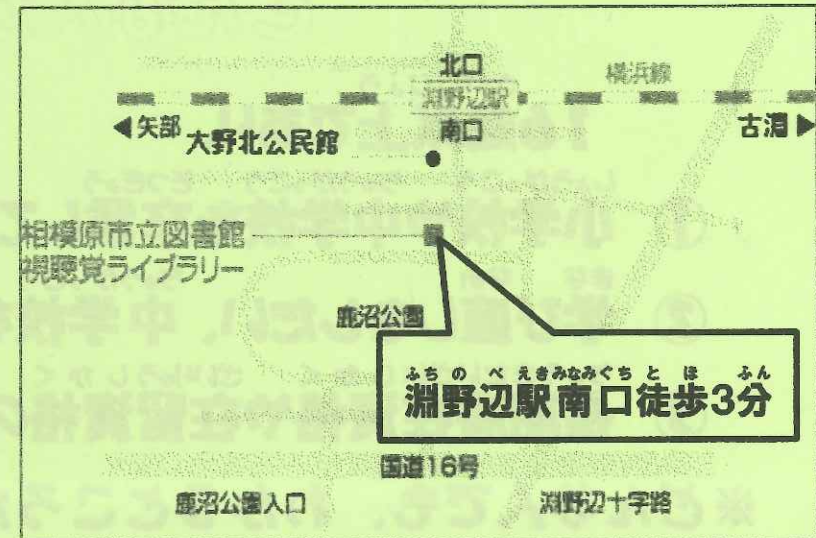 北口
横浜線
淵野辺駅
◀矢部
大野北公民館
南口
古淵▶
相模原市立図書館
視聴覚ライブラリー
鹿沼公園
ふちのべえきみなみぐちとほ ふん
淵野辺駅南口徒歩3分
国道16号
鹿沼公園入口
淵野辺十字路